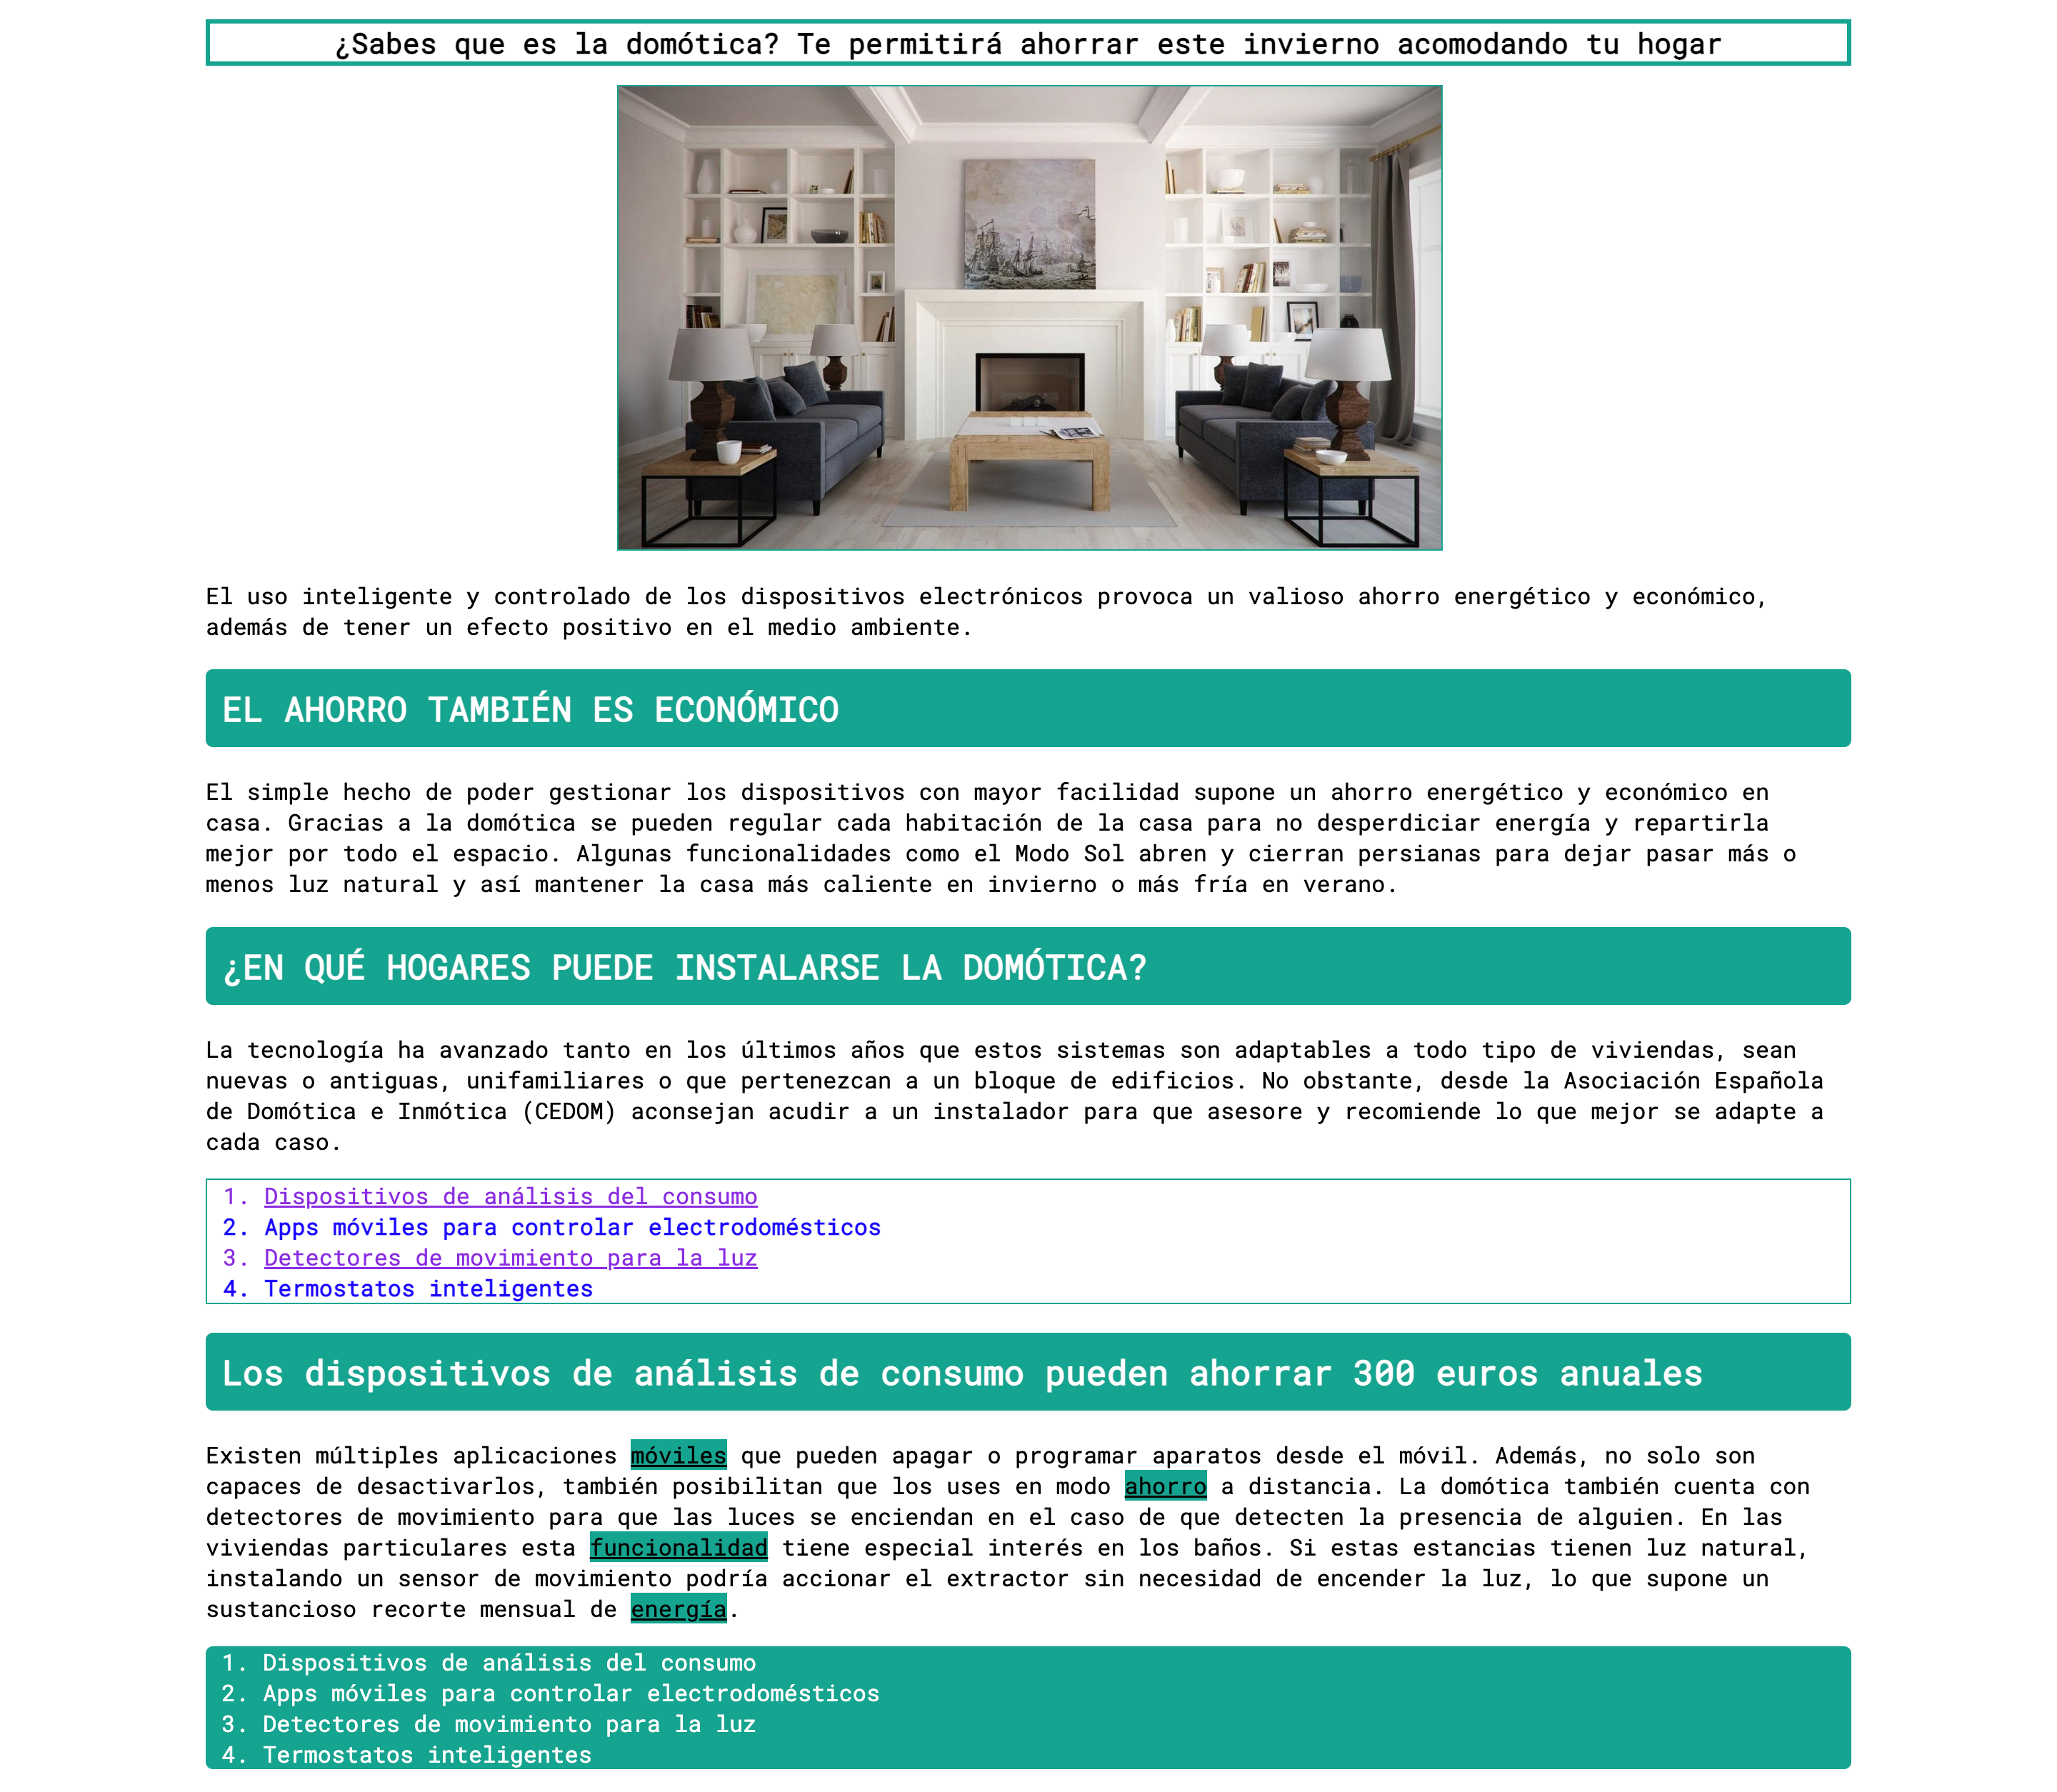 ¿Sabes que es la domótica? Te permitirá ahorrar este invierno acomodando tu hogar
El uso inteligente y controlado de los dispositivos electrónicos provoca un valioso ahorro energético y económico,
además de tener un efecto positivo en el medio ambiente.
EL AHORRO TAMBIÉN ES ECONÓMICO
El simple hecho de poder gestionar los dispositivos con mayor facilidad supone un ahorro energético y económico en
casa. Gracias a la domótica se pueden regular cada habitación de la casa para no desperdiciar energía y repartirla
mejor por todo el espacio. Algunas funcionalidades como el Modo Sol abren y cierran persianas para dejar pasar más o
menos luz natural y así mantener la casa más caliente en invierno o más fría en verano.
¿EN QUÉ HOGARES PUEDE INSTALARSE LA DOMÓTICA?
La tecnología ha avanzado tanto en los últimos años que estos sistemas son adaptables a todo tipo de viviendas, sean
nuevas o antiguas, unifamiliares o que pertenezcan a un bloque de edificios. No obstante, desde la Asociación Española
de Domótica e Inmótica (CEDOM) aconsejan acudir a un instalador para que asesore y recomiende lo que mejor se adapte a
cada caso.
1. Dispositivos de análisis del consumo
2. Apps móviles para controlar electrodomésticos
3. Detectores de movimiento para la luz
4. Termostatos inteligentes
Los dispositivos de análisis de consumo pueden ahorrar 300 euros anuales
Existen múltiples aplicaciones móviles que pueden apagar o programar aparatos desde el móvil. Además, no solo son
capaces de desactivarlos, también posibilitan que los uses en modo ahorro a distancia. La domótica también cuenta con
detectores de movimiento para que las luces se enciendan en el caso de que detecten la presencia de alguien. En las
viviendas particulares esta funcionalidad tiene especial interés en los baños. Si estas estancias tienen luz natural,
instalando un sensor de movimiento podría accionar el extractor sin necesidad de encender la luz, lo que supone un
sustancioso recorte mensual de energía.
1. Dispositivos de análisis del consumo
2. Apps móviles para controlar electrodomésticos
3. Detectores de movimiento para la luz
4. Termostatos inteligentes